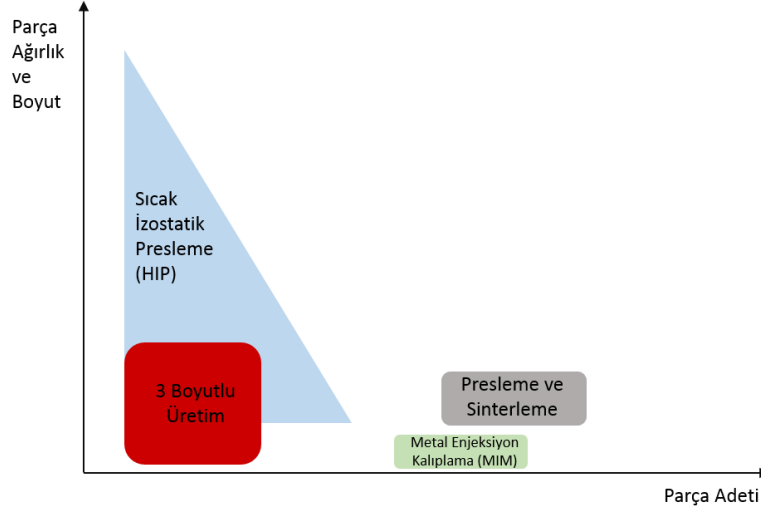 Parça
Ağırlık
ve
Boyut
Sıcak
İzostatik
Presleme
(HIP)
3 Boyutlu
Üretim
Presleme ve
Sinterleme
Metal Enjeksiyon
Kalıplama (MIM)
Parça Adeti